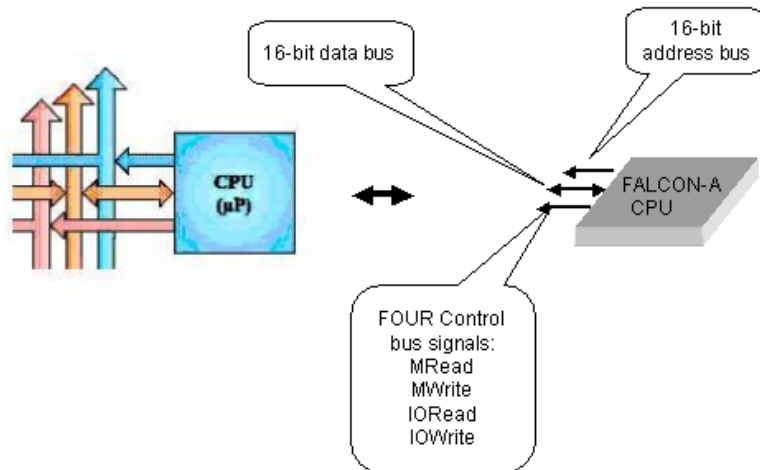 16-bit data bus
16-bit
address bus
CPU
(µP)
FALCON-A
CPU
FOUR Control
bus signals:
MRead
MWrite
IORead
IOWrite